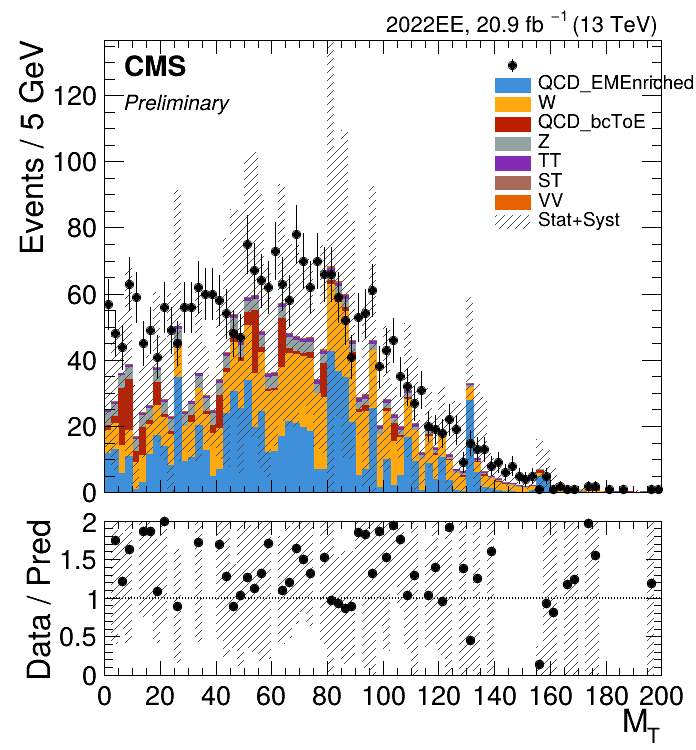 2022EE, 20.9 fb⁻¹ (13 TeV)
CMS
Preliminary
QCD_EMEnriched
W
QCD_bcToE
Z
TT
ST
VV
Stat+Syst
Events / 5 GeV
120
100
80
60
40
20
0
Data / Pred
2
1.5
1
0.5
0
0 20 40 60 80 100 120 140 160 180 200
M_T